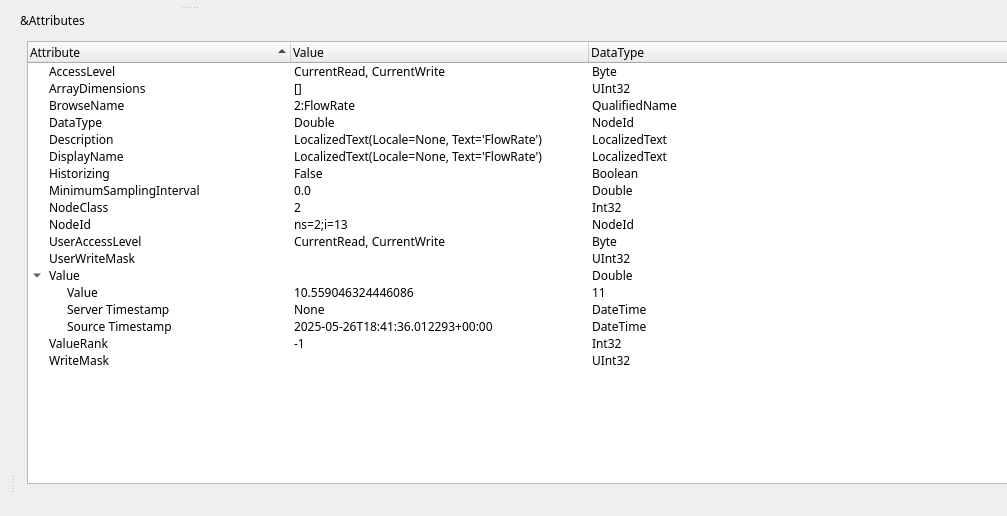 &Attributes
Attribute Value DataType
AccessLevel CurrentRead, CurrentWrite Byte
ArrayDimensions [] UInt32
BrowseName 2:FlowRate QualifiedName
DataType Double NodeId
Description LocalizedText(Locale=None, Text='FlowRate') LocalizedText
DisplayName LocalizedText(Locale=None, Text='FlowRate') LocalizedText
Historizing False Boolean
MinimumSamplingInterval 0.0 Double
NodeClass 2 Int32
NodeId ns=2;i=13 NodeId
UserAccessLevel CurrentRead, CurrentWrite Byte
UserWriteMask UInt32
Value Double
Value 10.559046324446086 11
Server Timestamp None DateTime
Source Timestamp 2025-05-26T18:41:36.012293+00:00 DateTime
ValueRank -1 Int32
WriteMask UInt32